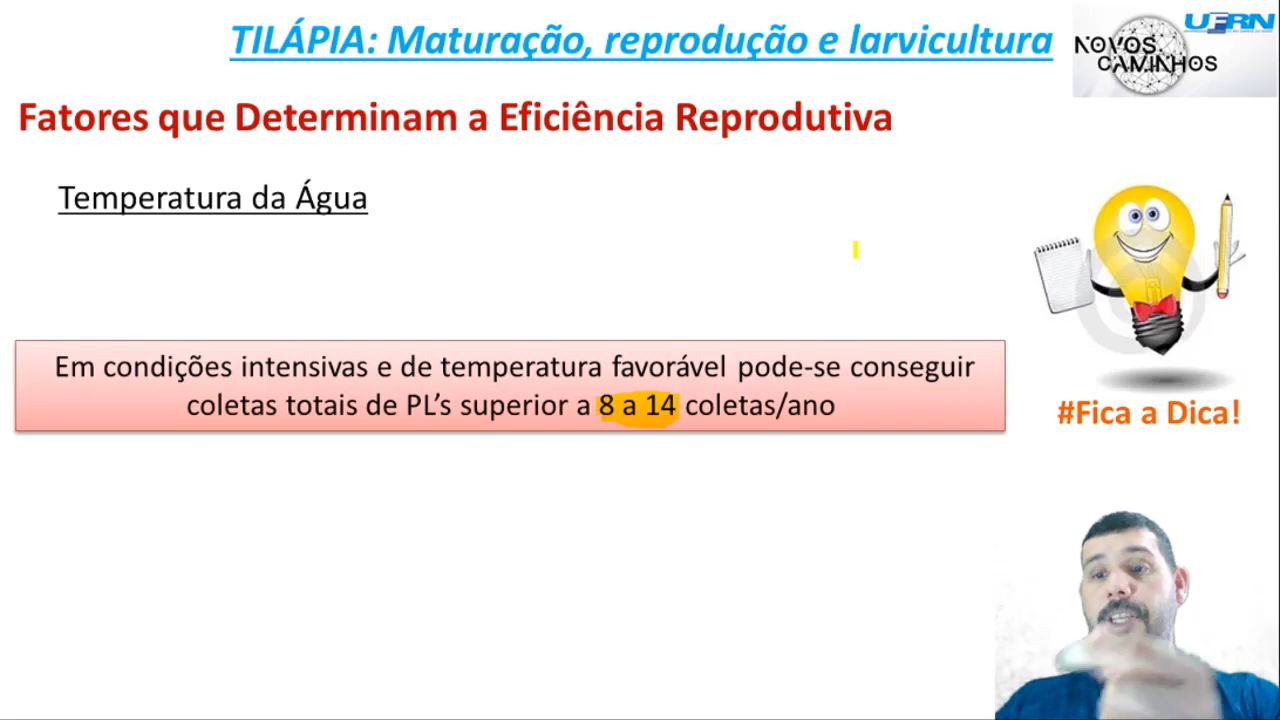 TILÁPIA: Maturação, reprodução e larvicultura
UFRN
NOVOS
CAMINHOS
Fatores que Determinam a Eficiência Reprodutiva
Temperatura da Água
Em condições intensivas e de temperatura favorável pode-se conseguir
coletas totais de PL’s superior a 8 a 14 coletas/ano
#Fica a Dica!